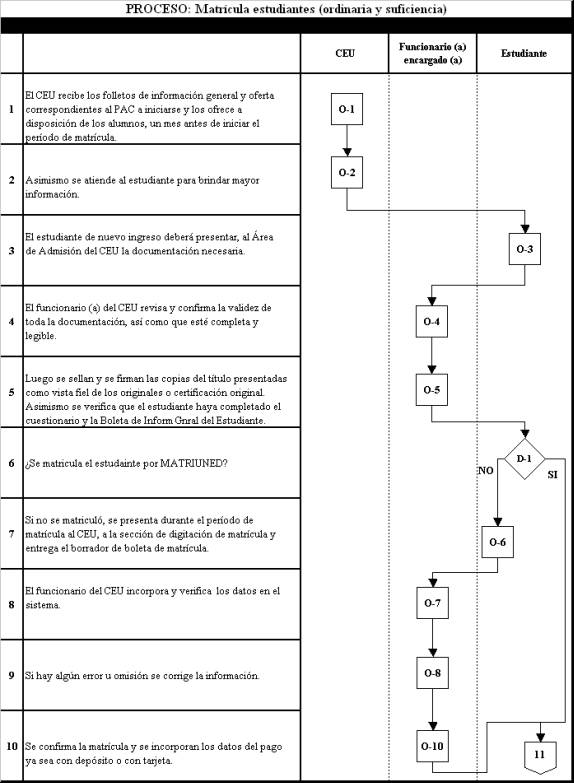 PROCESO: Matrícula estudiantes (ordinaria y suficiencia)
CEU
Funcionario (a)
encargado (a)
Estudiante
1
El CEU recibe los folletos de información general y oferta
correspondientes al PAC a iniciarse y los ofrece a
disposición de los alumnos, un mes antes de iniciar el
período de matrícula.
O-1
2
Asimismo se atiende al estudiante para brindar mayor
información.
O-2
3
El estudiante de nuevo ingreso deberá presentar, al Área
de Admisión del CEU la documentación necesaria.
O-3
4
El funcionario (a) del CEU revisa y confirma la validez de
toda la documentación, así como que esté completa y
legible.
O-4
5
Luego se sellan y se firman las copias del título presentadas
como vista fiel de los originales o certificación original.
Asimismo se verifica que el estudiante haya completado el
cuestionario y la Boleta de Inform Gnral del Estudiante.
O-5
6
¿Se matricula el estudainte por MATRIUNED?
D-1
NO
SI
7
Si no se matriculó, se presenta durante el período de
matrícula al CEU, a la sección de digitación de matrícula y
entrega el borrador de boleta de matrícula.
O-6
8
El funcionario del CEU incorpora y verifica los datos en el
sistema.
O-7
9
Si hay algún error u omisión se corrige la información.
O-8
10
Se confirma la matrícula y se incorporan los datos del pago
ya sea con depósito o con tarjeta.
O-10
11